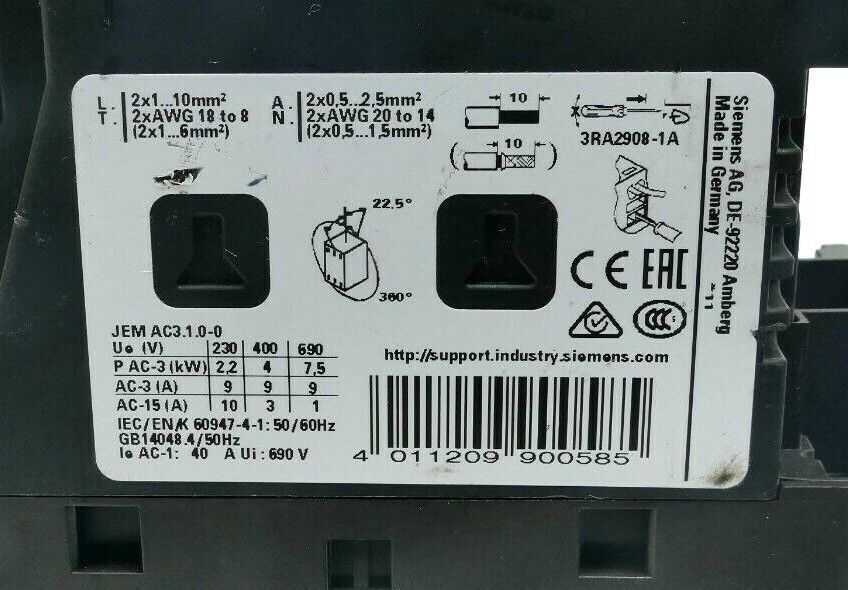 L. 2x1...10mm²
T. 2xAWG 18 to 8
(2x1...6mm²)
A. 2x0,5...2,5mm²
N. 2xAWG 20 to 14
(2x0,5...1,5mm²)
10
10
3RA2908-1A
22.5°
360°
Siemens AG, DE-92220 Amberg
Made in Germany
CE EAC
CCC
JEM AC3.1.0-0
Ue (V) 230 400 690
P AC-3 (kW) 2,2 4 7,5
AC-3 (A) 9 9 9
AC-15 (A) 10 3 1
IEC/EN/K 60947-4-1: 50/60Hz
GB14048.4/50Hz
Ie AC-1: 40 A Ui: 690 V
http://support.industry.siemens.com
4 011209 900585